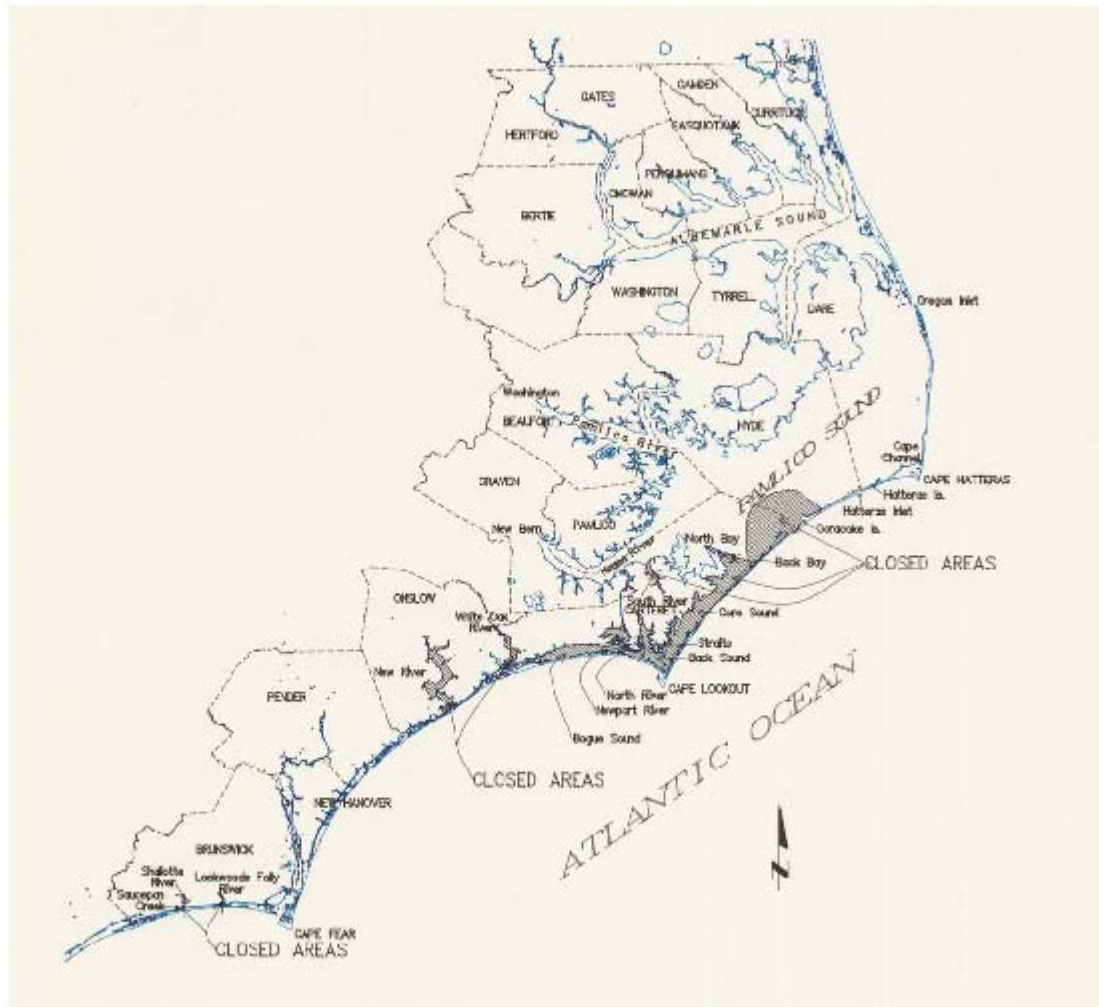 GATES
CAMDEN
CURRITUCK
PASQUOTANK
HERTFORD
PERQUIMANS
CHOWAN
BERTIE
ALBEMARLE SOUND
WASHINGTON
TYRREL
DARE
Oregon Inlet
Washington
BEAUFORT
Pamlico River
HYDE
PAMLICO SOUND
Cape
Channel
CAPE HATTERAS
Hatteras Is.
Hatteras Inlet
Ocracoke Is.
CRAVEN
New Bern
PAMLICO
Neuse River
North Bay
Back Bay
CLOSED AREAS
ONSLOW
White Oak
River
South River
CARTERET
Core Sound
Straits
Back Sound
New River
CAPE LOOKOUT
North River
Newport River
Bogue Sound
PENDER
CLOSED AREAS
NEW HANOVER
ATLANTIC OCEAN
N
BRUNSWICK
Shallotte
River
Lockwoods Folly
River
Saucepan
Creek
CAPE FEAR
CLOSED AREAS